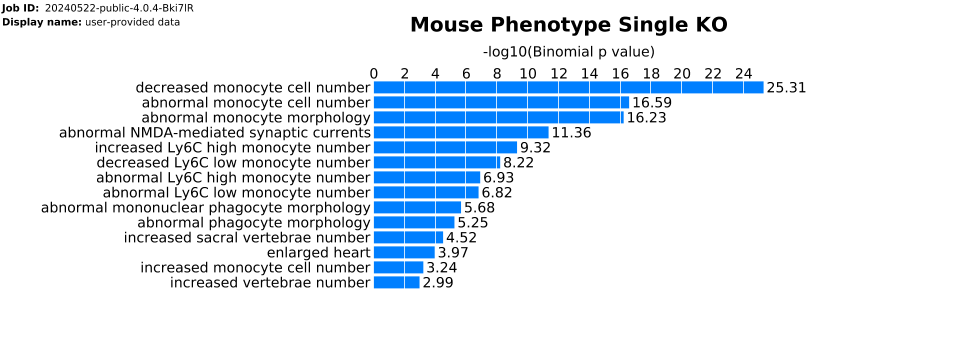 Job ID: 20240522-public-4.0.4-Bki7lR
Display name: user-provided data
Mouse Phenotype Single KO
-log10(Binomial p value)
0 2 4 6 8 10 12 14 16 18 20 22 24
decreased monocyte cell number 25.31
abnormal monocyte cell number 16.59
abnormal monocyte morphology 16.23
abnormal NMDA-mediated synaptic currents 11.36
increased Ly6C high monocyte number 9.32
decreased Ly6C low monocyte number 8.22
abnormal Ly6C high monocyte number 6.93
abnormal Ly6C low monocyte number 6.82
abnormal mononuclear phagocyte morphology 5.68
abnormal phagocyte morphology 5.25
increased sacral vertebrae number 4.52
enlarged heart 3.97
increased monocyte cell number 3.24
increased vertebrae number 2.99